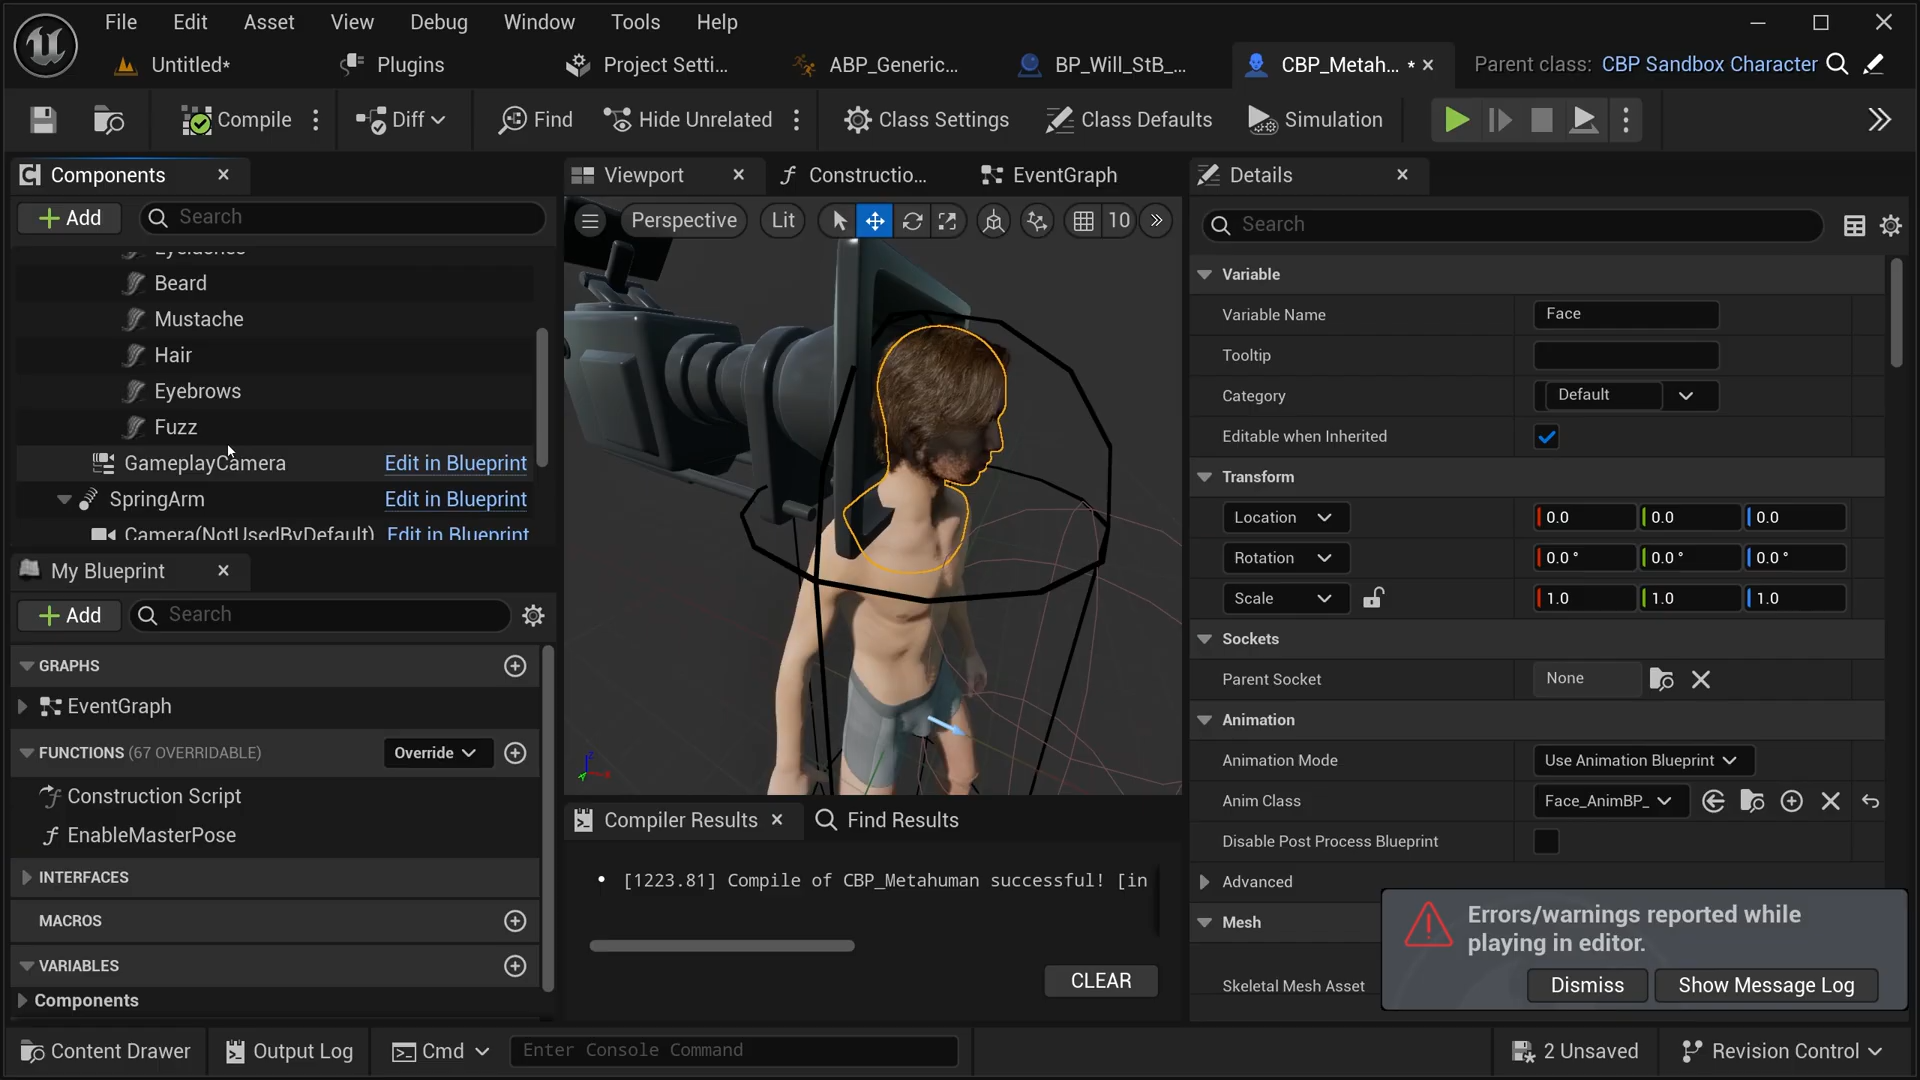 File Edit Asset View Debug Window Tools Help
Untitled* Plugins Project Setti... ABP_Generic... BP_Will_StB_... CBP_Metah... * Parent class: CBP Sandbox Character
Compile Diff Find Hide Unrelated Class Settings Class Defaults Simulation
Components
Add Search
Beard
Mustache
Hair
Eyebrows
Fuzz
GameplayCamera Edit in Blueprint
SpringArm Edit in Blueprint
Camera(NotUsedByDefault) Edit in Blueprint
My Blueprint
Add Search
GRAPHS
EventGraph
FUNCTIONS (67 OVERRIDABLE) Override
Construction Script
EnableMasterPose
INTERFACES
MACROS
VARIABLES
Components
Viewport Constructio... EventGraph
Perspective Lit 10
Compiler Results Find Results
[1223.81] Compile of CBP_Metahuman successful! [in
CLEAR
Details
Search
Variable
Variable Name Face
Tooltip
Category Default
Editable when Inherited
Transform
Location 0.0 0.0 0.0
Rotation 0.0 ° 0.0 ° 0.0 °
Scale 1.0 1.0 1.0
Sockets
Parent Socket None
Animation
Animation Mode Use Animation Blueprint
Anim Class Face_AnimBP_
Disable Post Process Blueprint
Advanced
Mesh
Skeletal Mesh Asset
Errors/warnings reported while
playing in editor.
Dismiss Show Message Log
Content Drawer Output Log Cmd Enter Console Command 2 Unsaved Revision Control